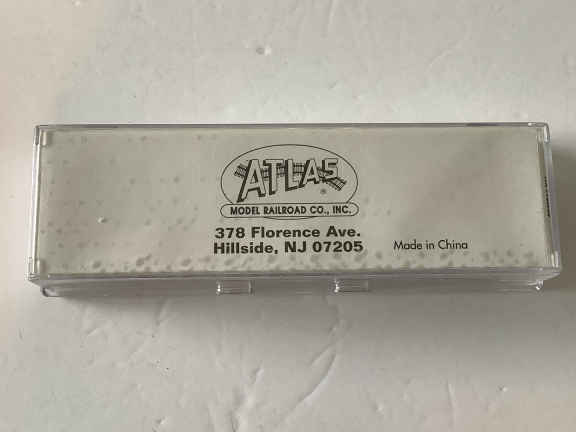 ATLAS
®
MODEL RAILROAD CO., INC.
378 Florence Ave.
Hillside, NJ 07205
Made in China